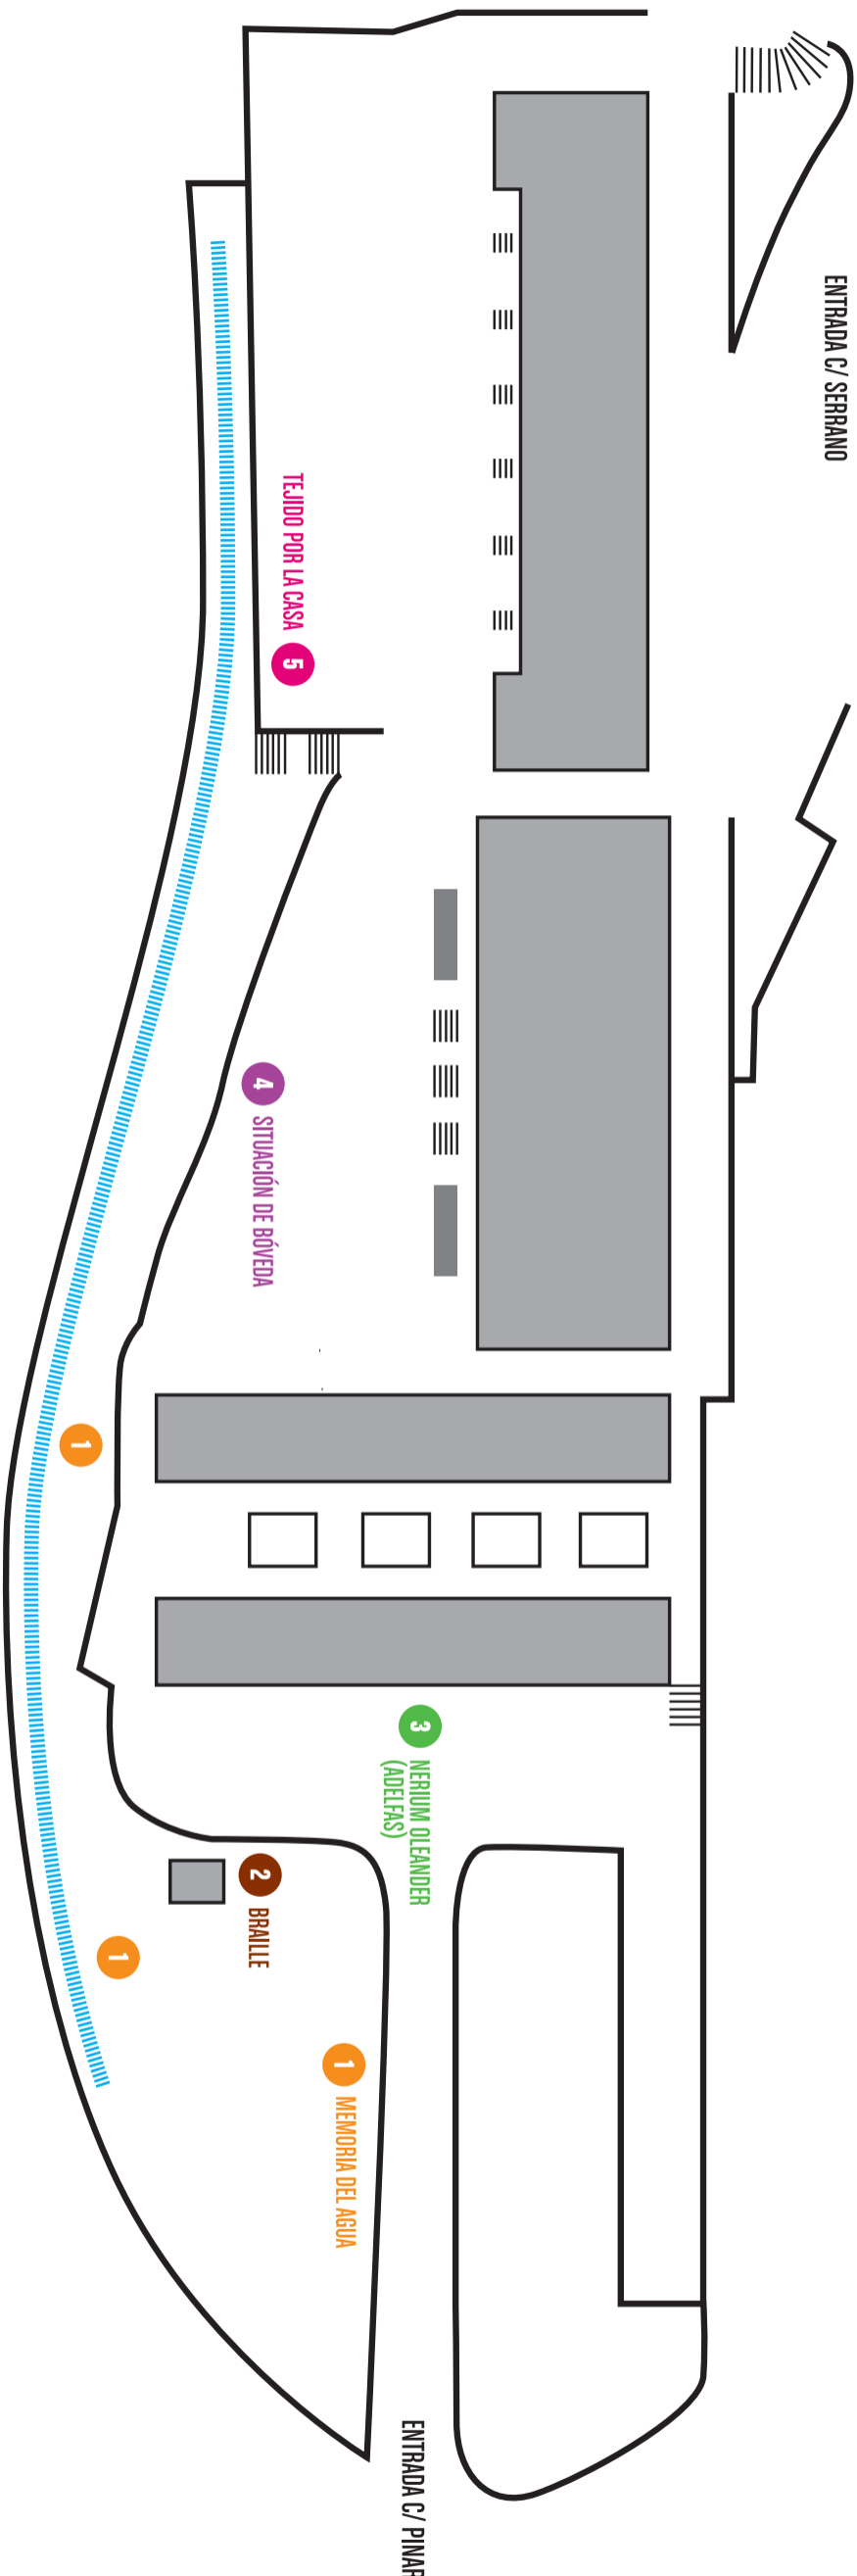 ENTRADA C/ SERRANO
5
TEJIDO POR LA CASA
4
SITUACIÓN DE BÓVEDA
1
3
NERIUM OLEANDER
(ADELFAS)
2
BRAILLE
1
1
MEMORIA DEL AGUA
ENTRADA C/ PINAR